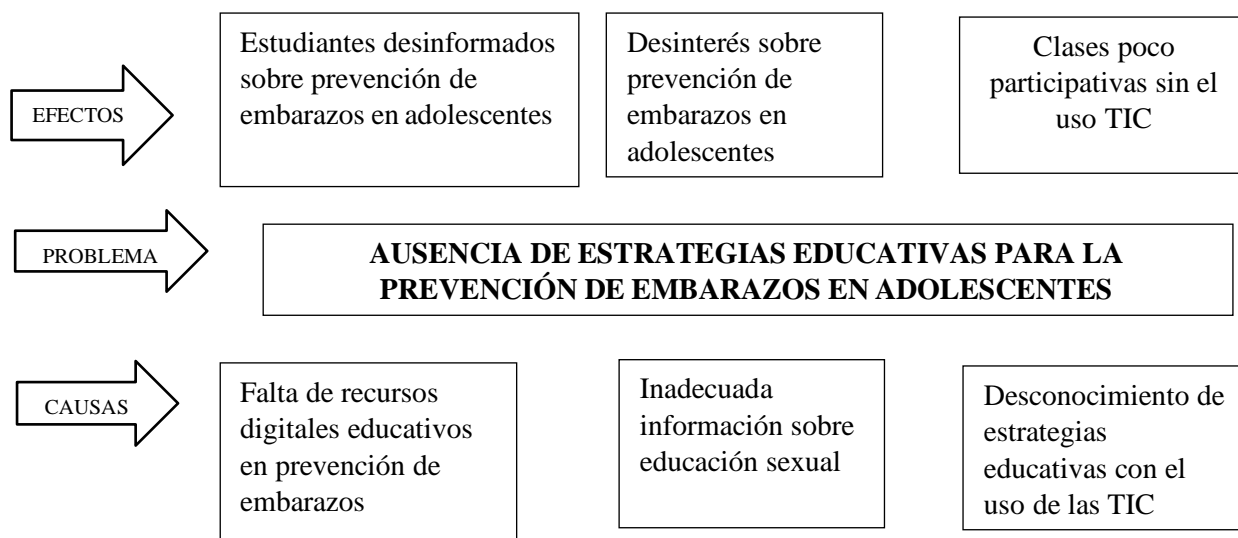 EFECTOS
Estudiantes desinformados
sobre prevención de
embarazos en adolescentes
Desinterés sobre
prevención de
embarazos en
adolescentes
Clases poco
participativas sin el
uso TIC
PROBLEMA
AUSENCIA DE ESTRATEGIAS EDUCATIVAS PARA LA
PREVENCIÓN DE EMBARAZOS EN ADOLESCENTES
CAUSAS
Falta de recursos
digitales educativos
en prevención de
embarazos
Inadecuada
información sobre
educación sexual
Desconocimiento de
estrategias
educativas con el
uso de las TIC